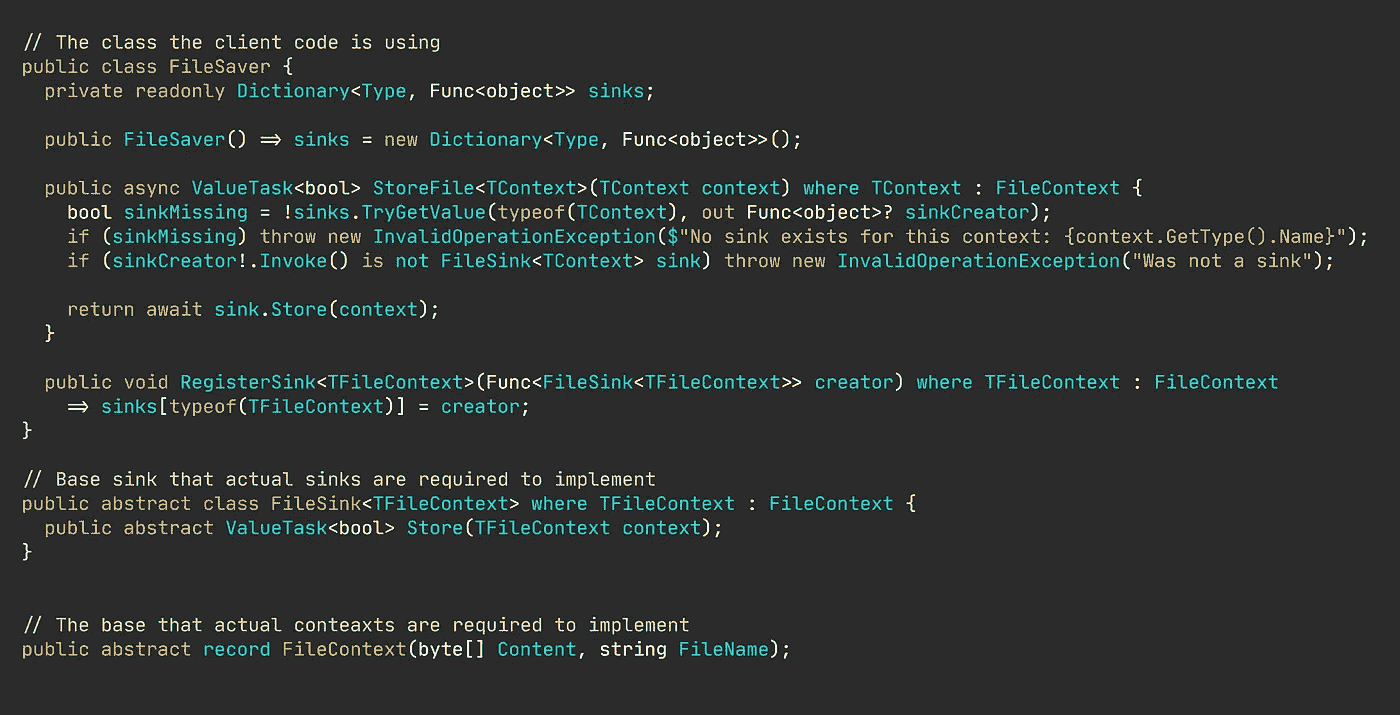 // The class the client code is using
public class FileSaver {
  private readonly Dictionary<Type, Func<object>> sinks;

  public FileSaver() => sinks = new Dictionary<Type, Func<object>>();

  public async ValueTask<bool> StoreFile<TContext>(TContext context) where TContext : FileContext {
    bool sinkMissing = !sinks.TryGetValue(typeof(TContext), out Func<object>? sinkCreator);
    if (sinkMissing) throw new InvalidOperationException($"No sink exists for this context: {context.GetType().Name}");
    if (sinkCreator!.Invoke() is not FileSink<TContext> sink) throw new InvalidOperationException("Was not a sink");

    return await sink.Store(context);
  }

  public void RegisterSink<TFileContext>(Func<FileSink<TFileContext>> creator) where TFileContext : FileContext
    => sinks[typeof(TFileContext)] = creator;
}

// Base sink that actual sinks are required to implement
public abstract class FileSink<TFileContext> where TFileContext : FileContext {
  public abstract ValueTask<bool> Store(TFileContext context);
}

// The base that actual conteaxts are required to implement
public abstract record FileContext(byte[] Content, string FileName);